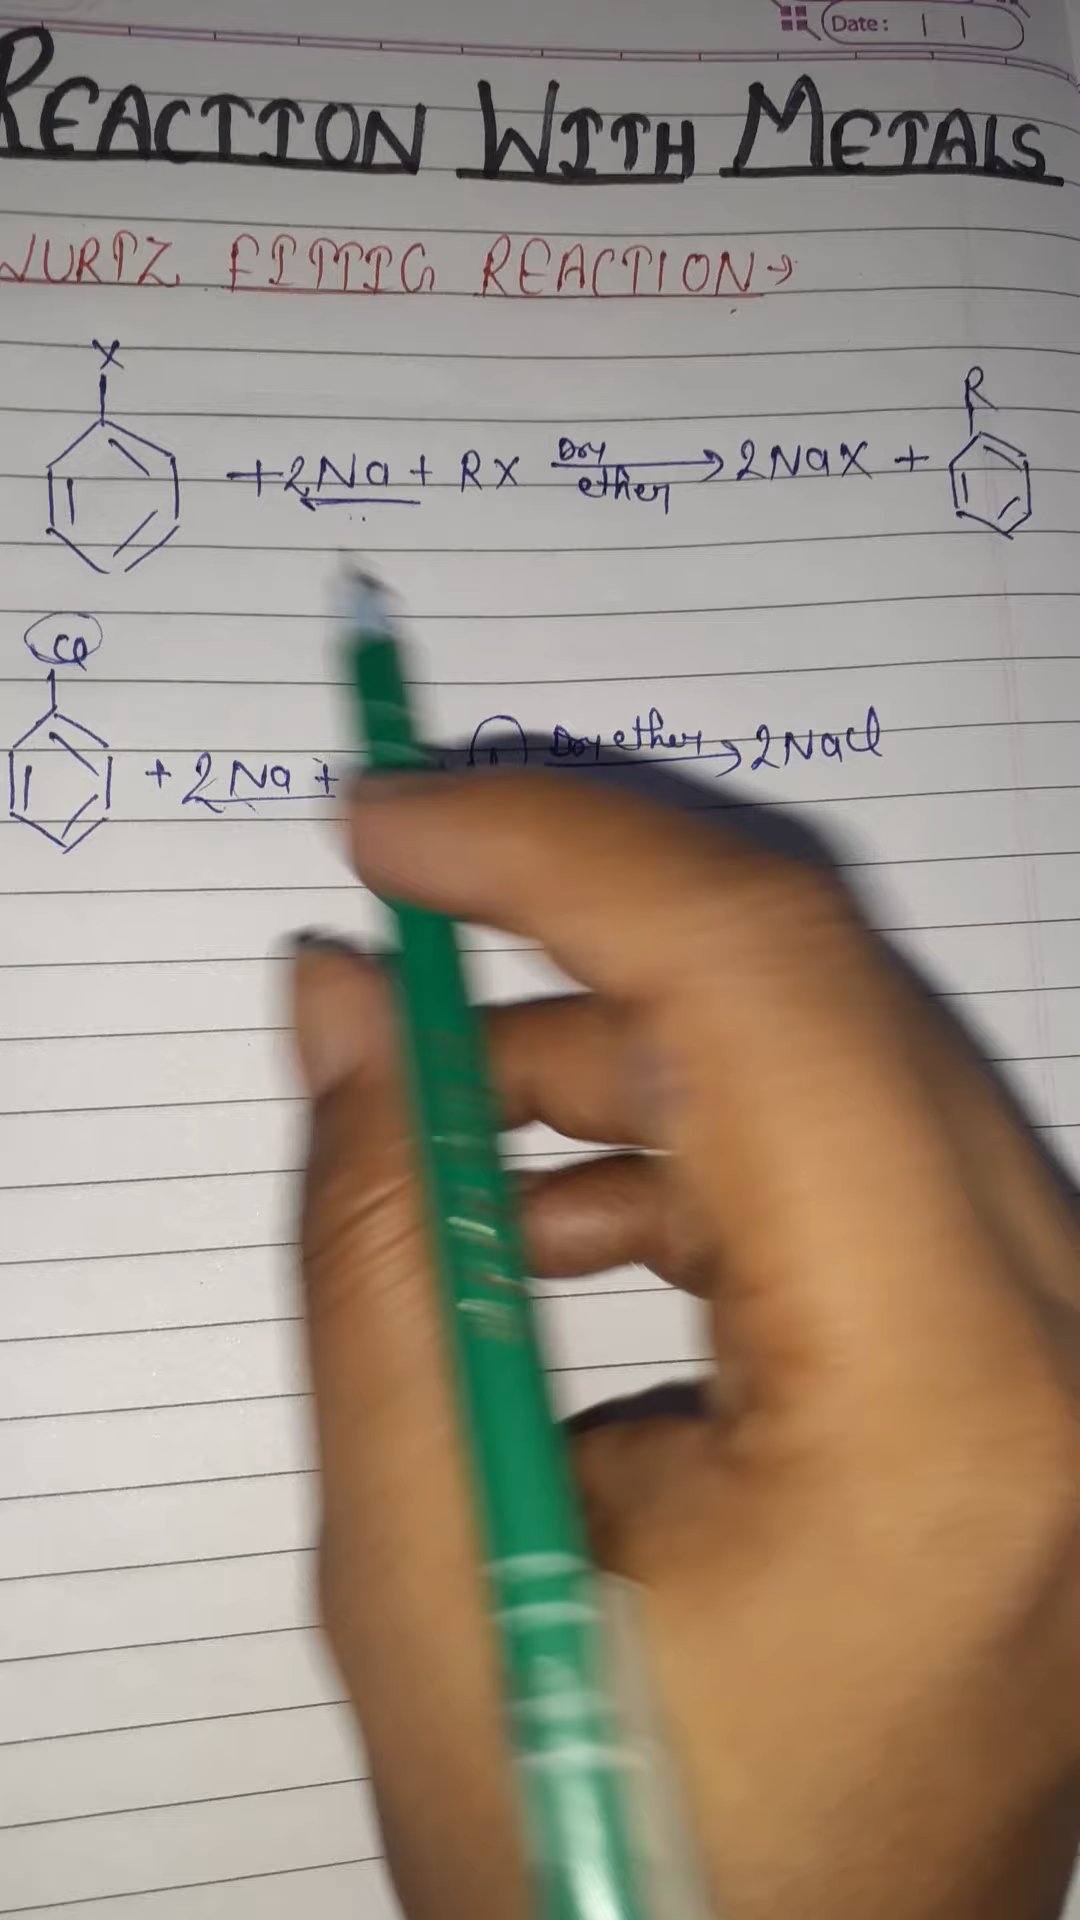 Date:
REACTION WITH METALS
WURTZ FITTIG REACTION →
X R
+ 2Na + RX Dry ether → 2NaX +
Cl
+ 2Na + Dry ether → 2NaCl